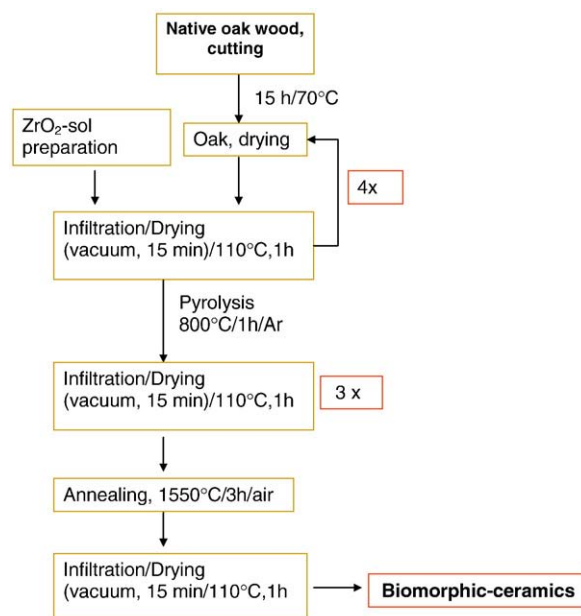 Native oak wood,
cutting
15 h/70°C
ZrO₂-sol
preparation
Oak, drying
4x
Infiltration/Drying
(vacuum, 15 min)/110°C,1h
Pyrolysis
800°C/1h/Ar
Infiltration/Drying
(vacuum, 15 min)/110°C,1h
3 x
Annealing, 1550°C/3h/air
Infiltration/Drying
(vacuum, 15 min/110°C,1h
Biomorphic-ceramics